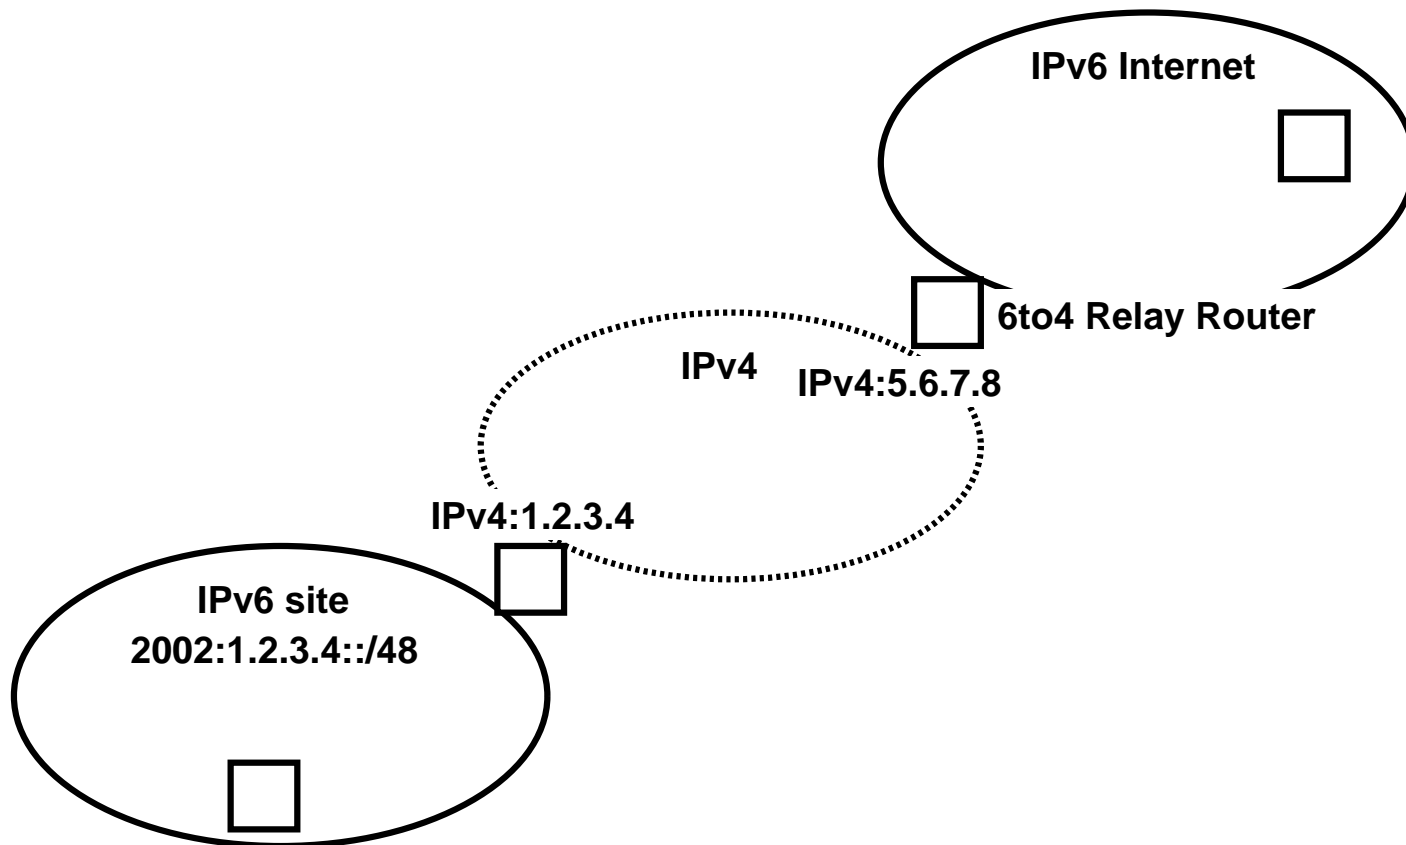 IPv6 Internet
6to4 Relay Router
IPv4
IPv4:5.6.7.8
IPv4:1.2.3.4
IPv6 site
2002:1.2.3.4::/48